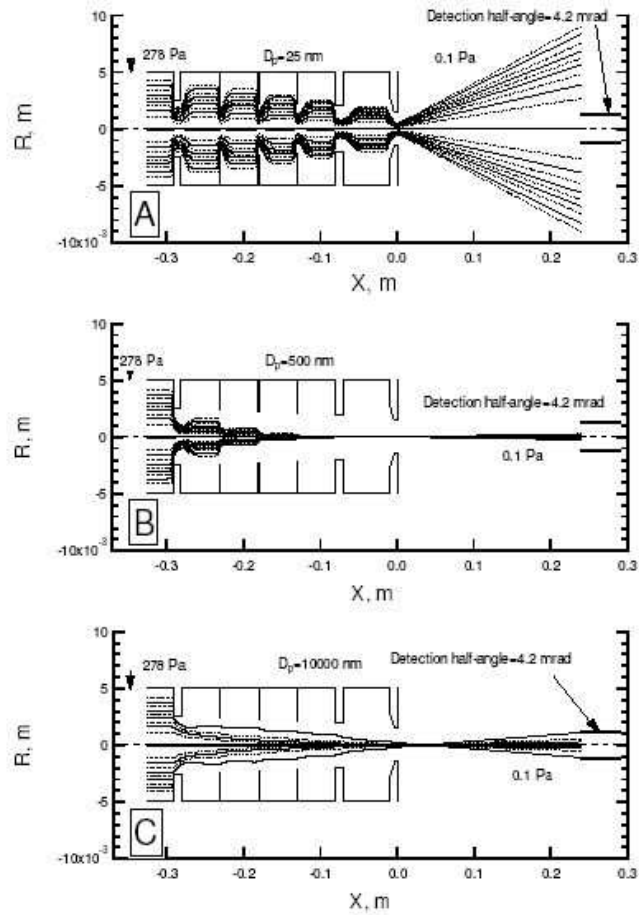 Detection half-angle=4.2 mrad
10
278 Pa
Dp=25 nm
0.1 Pa
5
R, m
0
-5
A
-10x10-3
-0.3 -0.2 -0.1 0.0 0.1 0.2 0.3
X, m
10
278 Pa
Dp=500 nm
5
Detection half-angle=4.2 mrad
R, m
0
0.1 Pa
-5
B
-10x10-3
-0.3 -0.2 -0.1 0.0 0.1 0.2 0.3
X, m
10
278 Pa
Dp=10000 nm
Detection half-angle=4.2 mrad
5
R, m
0
0.1 Pa
-5
C
-10x10-3
-0.3 -0.2 -0.1 0.0 0.1 0.2 0.3
X, m